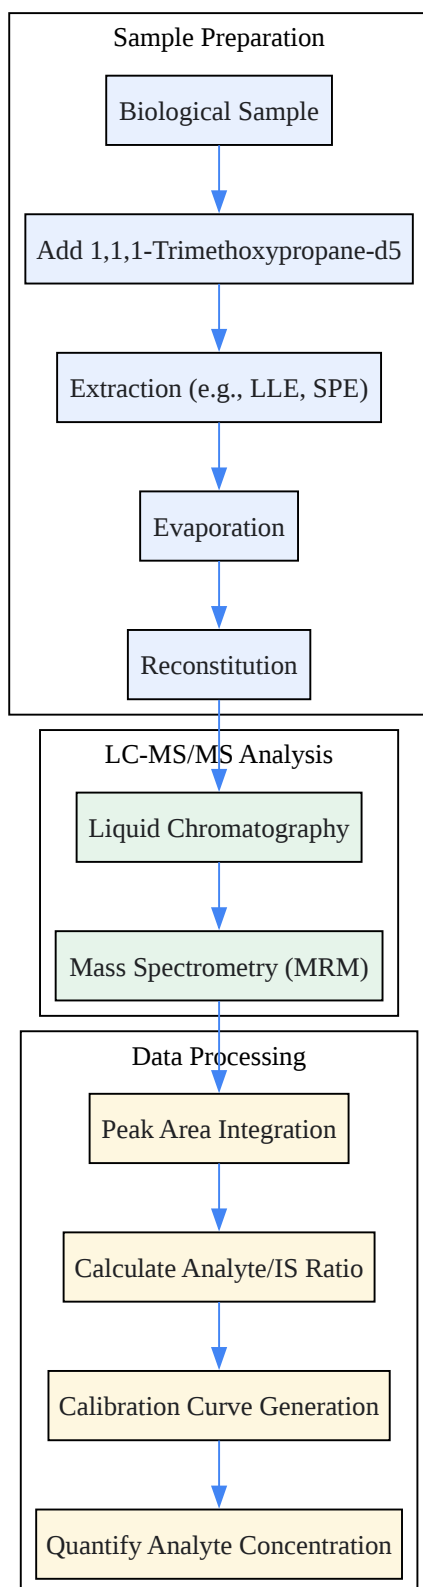 Sample Preparation
Biological Sample
Add 1,1,1-Trimethoxypropane-d5
Extraction (e.g., LLE, SPE)
Evaporation
Reconstitution
LC-MS/MS Analysis
Liquid Chromatography
Mass Spectrometry (MRM)
Data Processing
Peak Area Integration
Calculate Analyte/IS Ratio
Calibration Curve Generation
Quantify Analyte Concentration